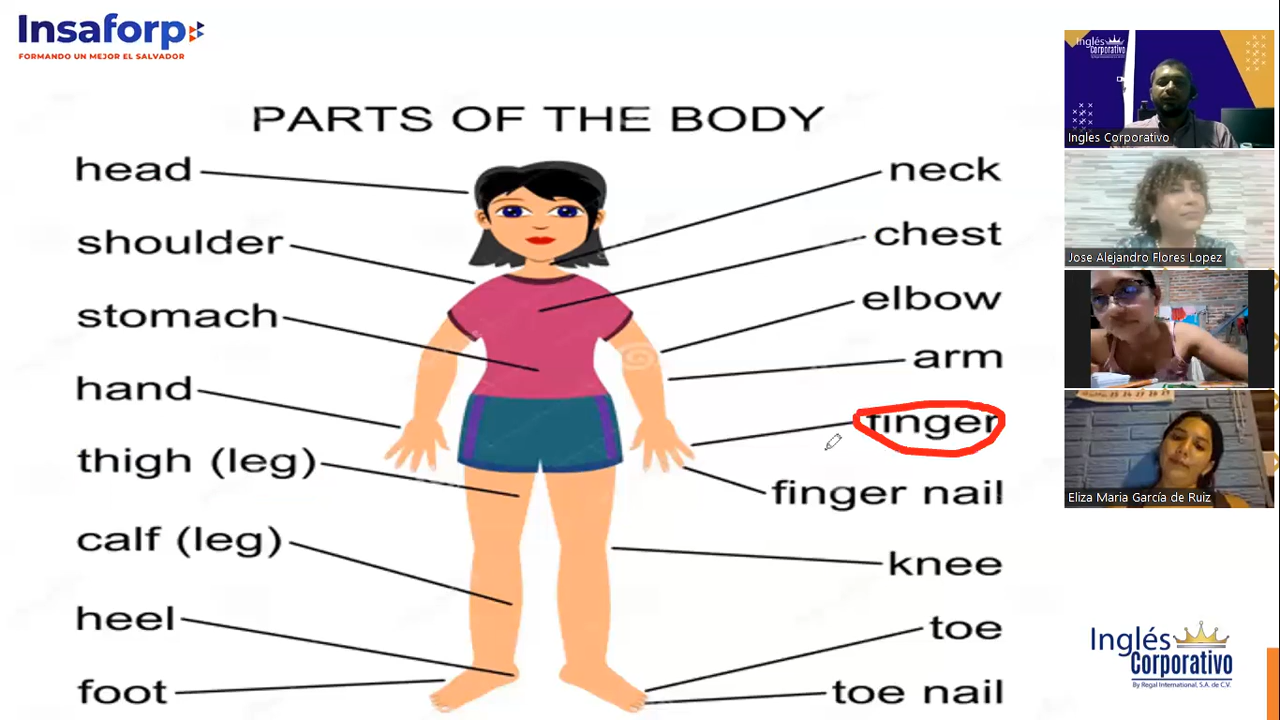 Insaforp
FORMANDO UN MEJOR EL SALVADOR
PARTS OF THE BODY
head
shoulder
stomach
hand
thigh (leg)
calf (leg)
heel
foot
neck
chest
elbow
arm
finger
finger nail
knee
toe
toe nail
Inglés
Corporativo
Ingles Corporativo
Jose Alejandro Flores Lopez
Eliza Maria García de Ruiz
Inglés
Corporativo
By Regal International, S.A. de C.V.